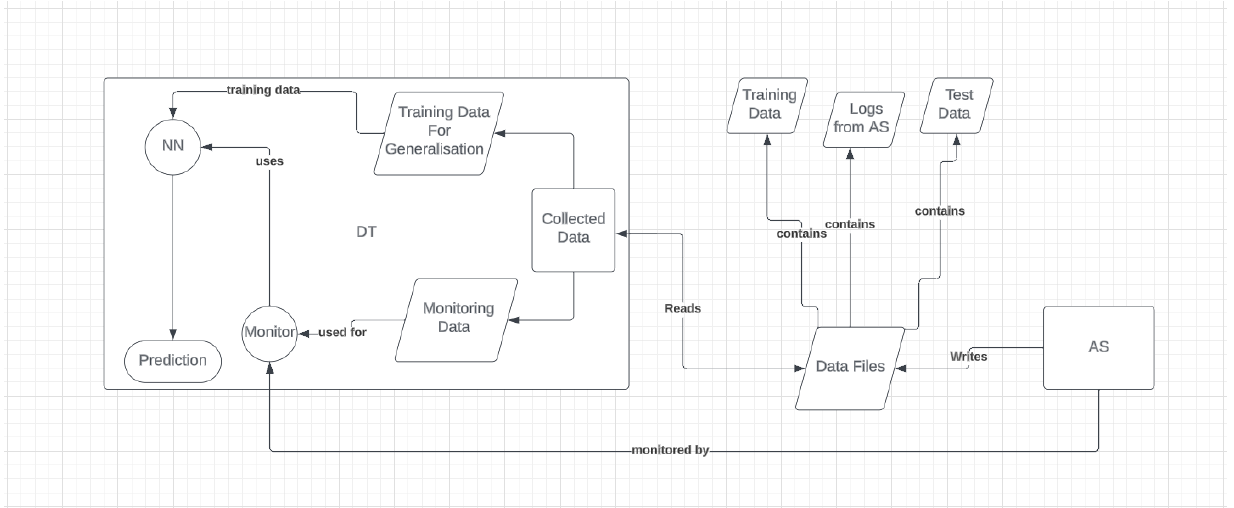 training data
Training Data
For
Generalisation
NN
uses
DT
Collected
Data
Monitoring
Data
Monitor
used for
Prediction
Training
Data
Logs
from AS
Test
Data
contains
contains
contains
Reads
Data Files
Writes
AS
monitored by